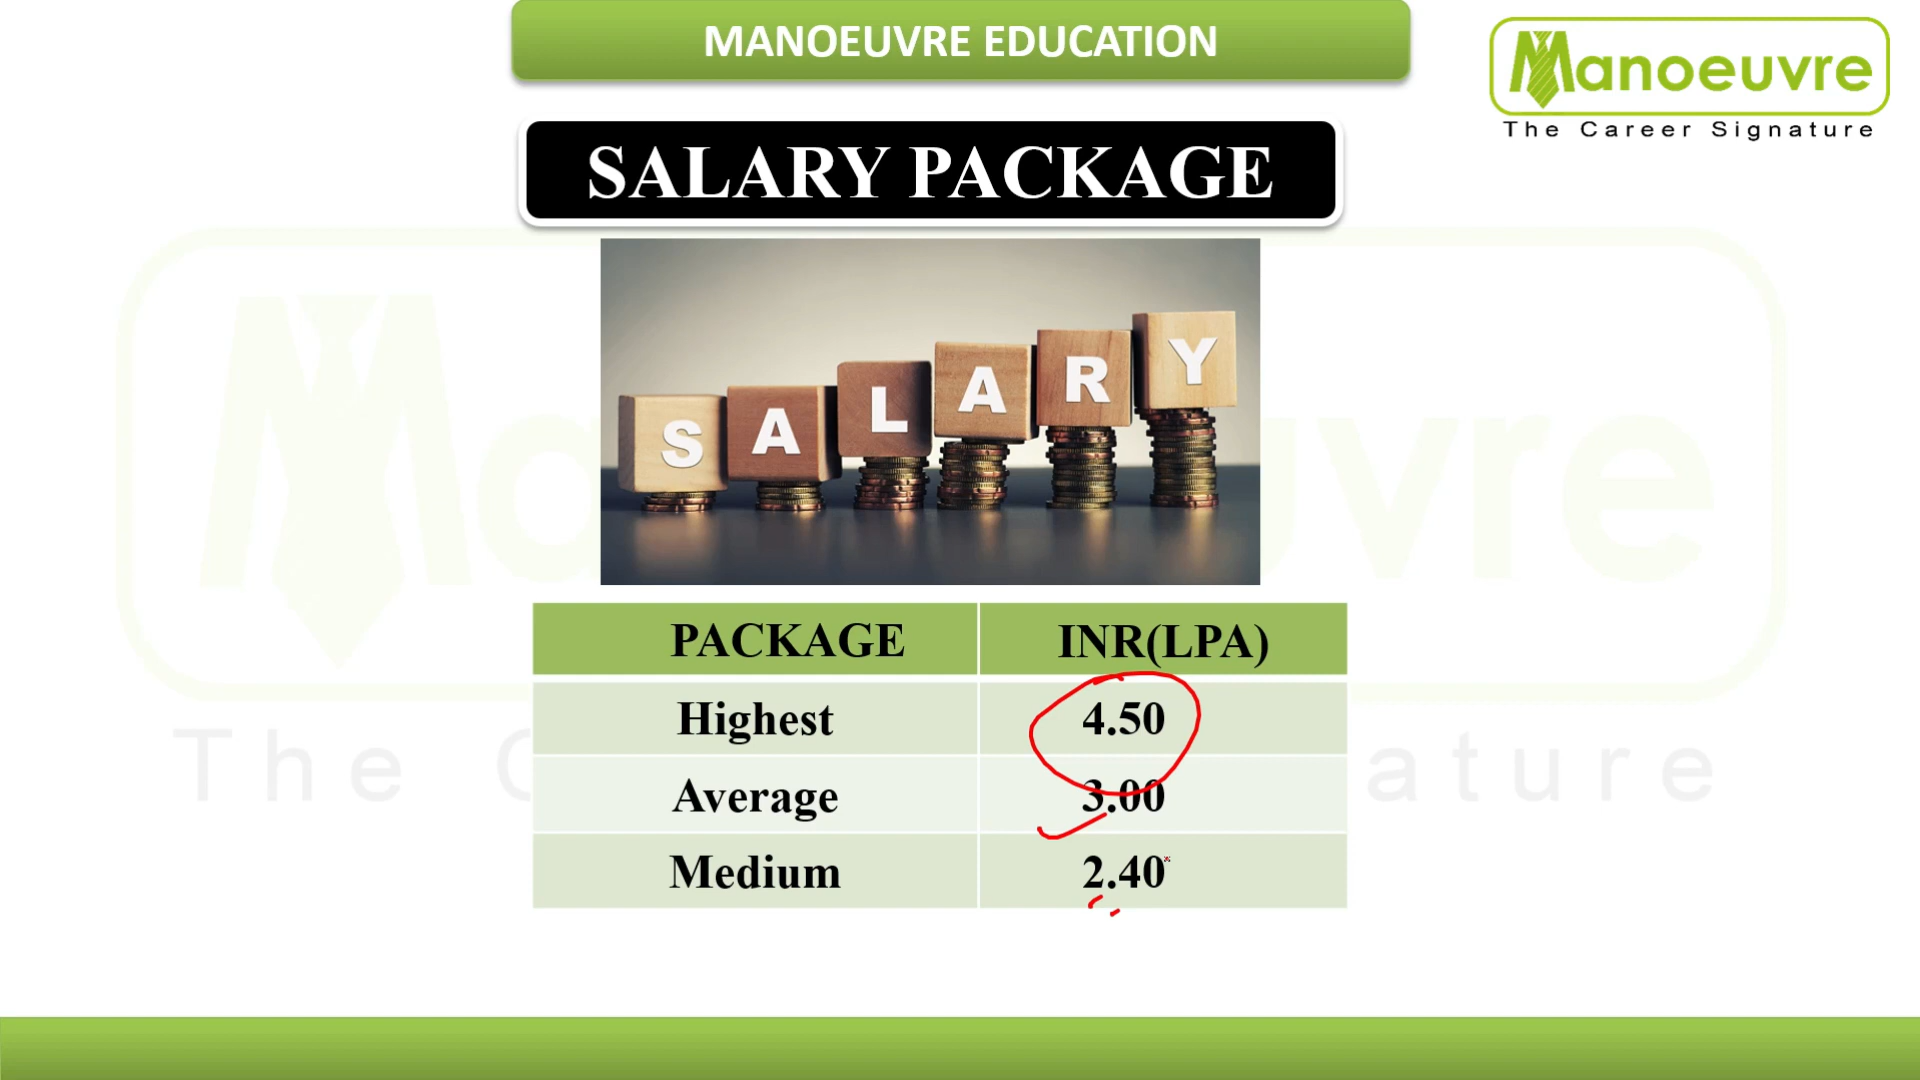 MANOEUVRE EDUCATION
Manoeuvre
The Career Signature
SALARY PACKAGE
SALARY
PACKAGE INR(LPA)
Highest 4.50
Average 3.00
Medium 2.40